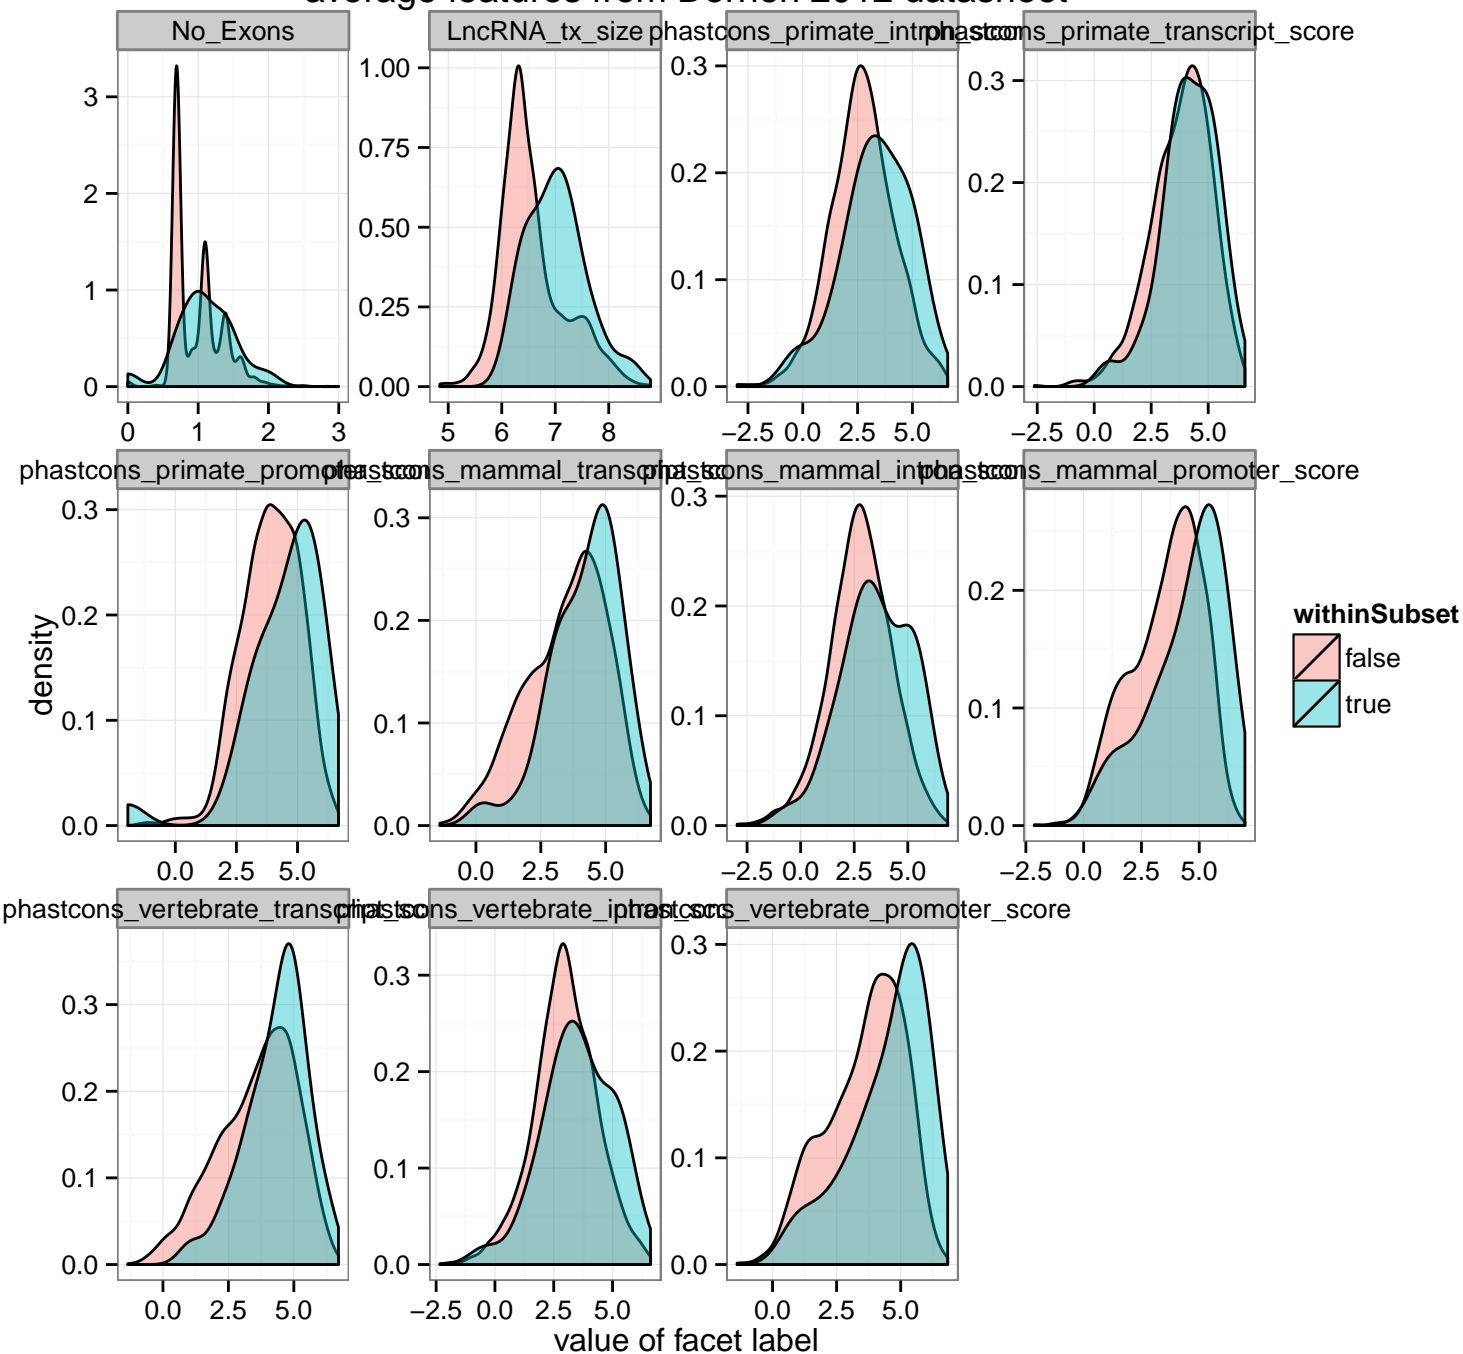 average features from 2012 datasheet
No_Exons LncRNA_tx_size phastcons_primate_intron_score phastcons_primate_transcript_score
3
2
1
0
1.00
0.75
0.50
0.25
0.00
0.3
0.2
0.1
0.0
0.3
0.2
0.1
0.0
0 1 2 3
5 6 7 8
−2.5 0.0 2.5 5.0
−2.5 0.0 2.5 5.0
phastcons_primate_promoter_score phastcons_mammal_transcript_score phastcons_mammal_intron_score phastcons_mammal_promoter_score
0.3
0.2
0.1
0.0
0.3
0.2
0.1
0.0
0.3
0.2
0.1
0.0
0.2
0.1
0.0
0.0 2.5 5.0
0.0 2.5 5.0
−2.5 0.0 2.5 5.0
−2.5 0.0 2.5 5.0
phastcons_vertebrate_transcript_score phastcons_vertebrate_intron_score phastcons_vertebrate_promoter_score
0.3
0.2
0.1
0.0
0.3
0.2
0.1
0.0
0.3
0.2
0.1
0.0
0.0 2.5 5.0
−2.5 0.0 2.5 5.0
0.0 2.5 5.0
value of facet label
density
withinSubset
false
true